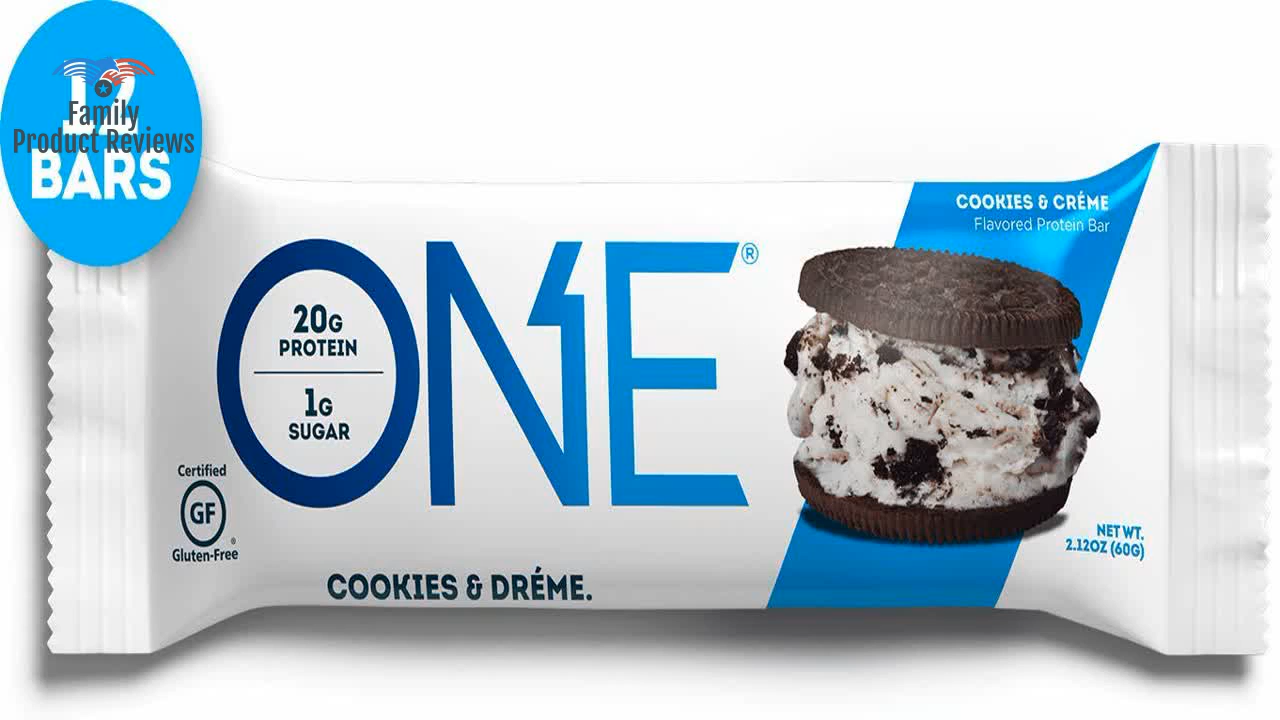 12
Family
Product Reviews
BARS
COOKIES & CRÉME
Flavored Protein Bar
ONE®
20G
PROTEIN
1G
SUGAR
Certified
GF
Gluten-Free
NET WT.
2.12OZ (60G)
COOKIES & DRÉME.